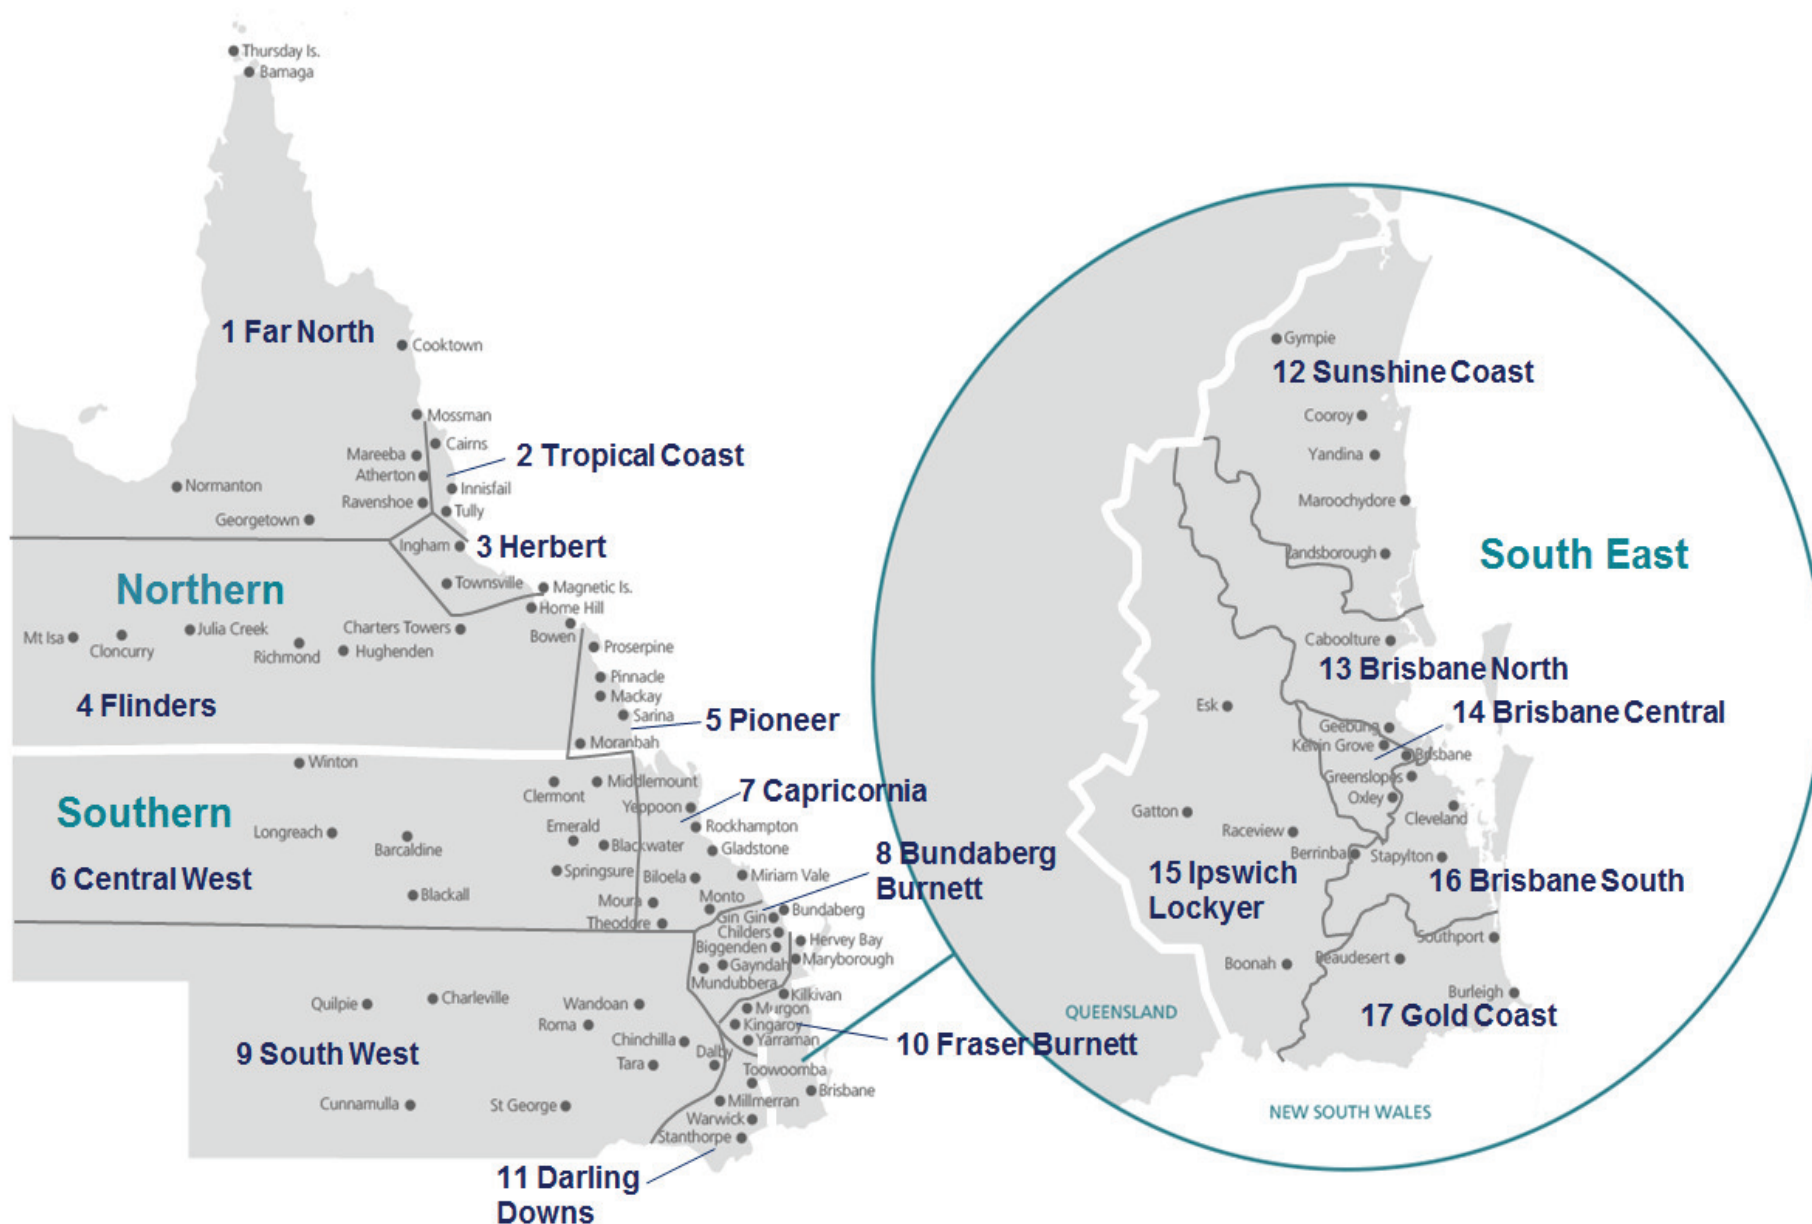 Thursday Is.
Bamaga
1 Far North
Cooktown
Mossman
Cairns
Mareeba
2 Tropical Coast
Atherton
Normanton
Innisfail
Ravenshoe
Tully
Georgetown
Ingham
3 Herbert
Northern
Townsville
Magnetic Is.
Home Hill
Bowen
Mt Isa
Cloncurry
Julia Creek
Richmond
Hughenden
Charters Towers
Proserpine
Pinnacle
Mackay
4 Flinders
Sarina
5 Pioneer
Moranbah
Winton
Clermont
Middlemount
7 Capricornia
Southern
Yeppoon
Longreach
Barcaldine
Emerald
Rockhampton
Blackwater
Gladstone
8 Bundaberg
Burnett
6 Central West
Springsure
Biloela
Miriam Vale
Blackall
Moura
Monto
Theodore
Gin Gin
Bundaberg
Childers
Hervey Bay
Biggenden
Maryborough
Gayndah
Mundubbera
Quilpie
Charleville
Wandoan
Kilkivan
Murgon
Roma
Kingaroy
Chinchilla
Yarraman
10 Fraser Burnett
9 South West
Tara
Dalby
Toowoomba
Brisbane
Cunnamulla
St George
Millmerran
Warwick
Stanthorpe
11 Darling
Downs
Gympie
12 Sunshine Coast
Cooroy
Yandina
Maroochydore
Landsborough
South East
Caboolture
13 Brisbane North
Esk
14 Brisbane Central
Geebung
Kelvin Grove
Brisbane
Greenslopes
Oxley
Cleveland
Gatton
Raceview
Berrinba
Stapylton
15 Ipswich
Lockyer
16 Brisbane South
Southport
Boonah
Beaudesert
Burleigh
17 Gold Coast
QUEENSLAND
NEW SOUTH WALES